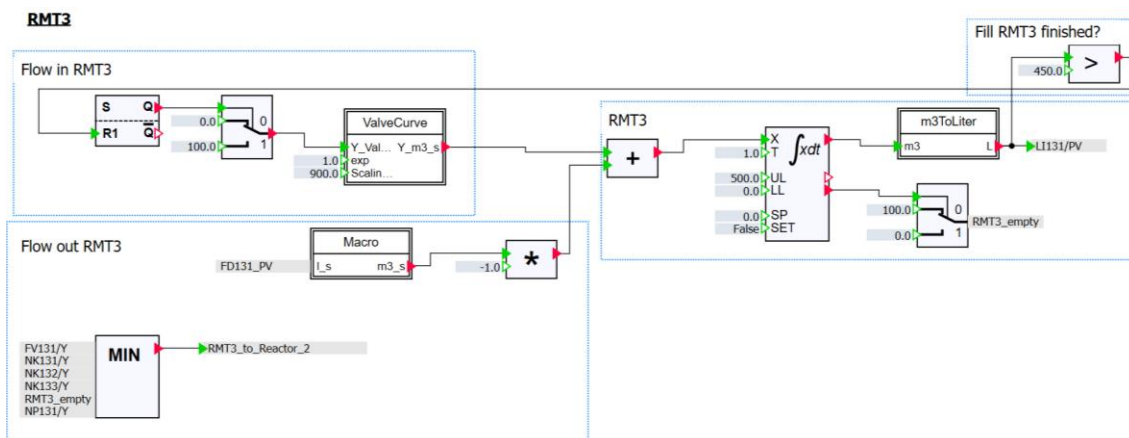 RMT3
Fill RMT3 finished?
450.0
>
Flow in RMT3
S Q
R1 Q
0.0
100.0
0
1
ValveCurve
Y_Val... Y_m3_s
1.0 exp
900.0 Scalin...
RMT3
+
X
1.0 T
∫xdt
500.0 UL
0.0 LL
0.0 SP
False SET
m3ToLiter
m3 L
LI131/PV
100.0
0.0
0
1
RMT3_empty
Flow out RMT3
Macro
FD131_PV l_s m3_s
-1.0
*
FV131/Y
NK131/Y
NK132/Y
NK133/Y
RMT3_empty
NP131/Y
MIN
RMT3_to_Reactor_2